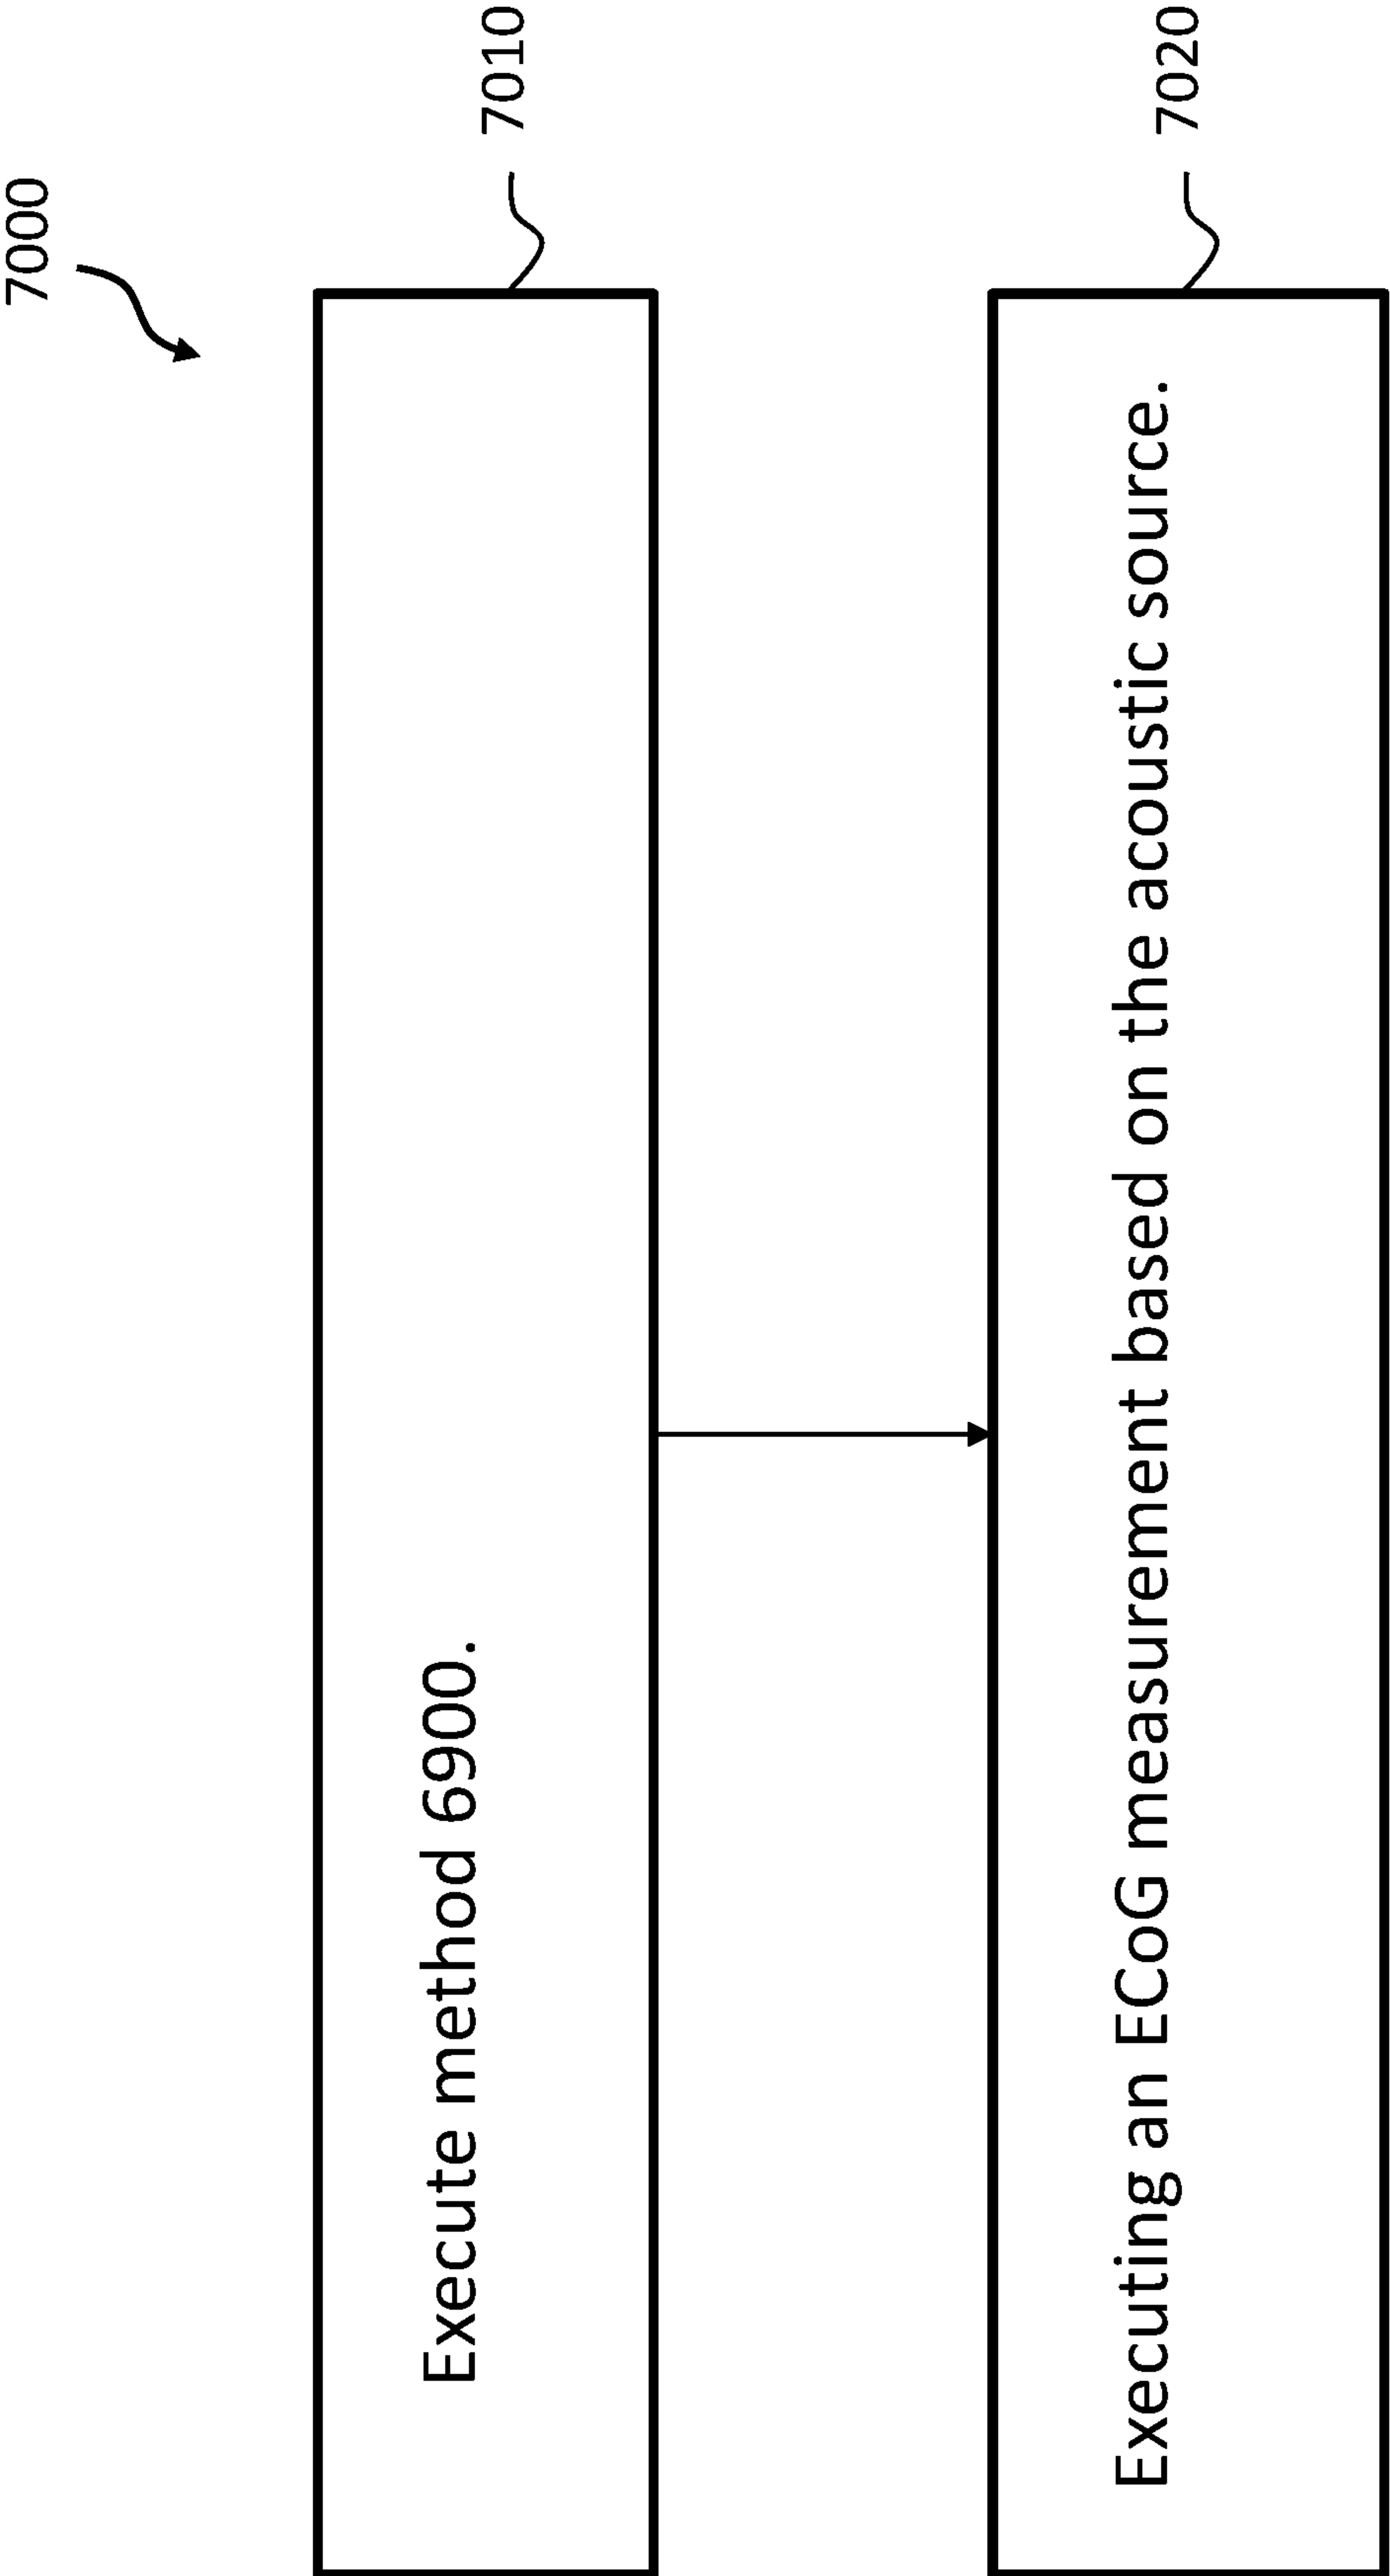 7000
Execute method 6900.
7010
Executing an ECoG measurement based on the acoustic source.
7020